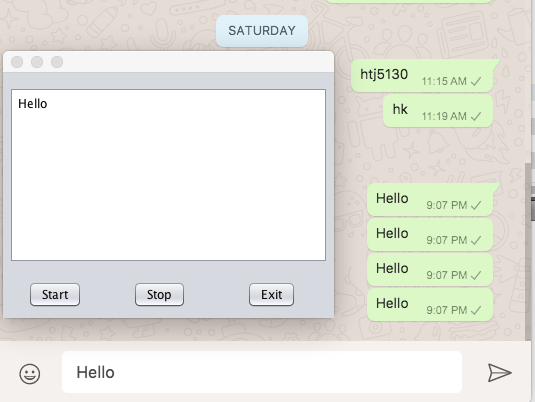 SATURDAY
htj5130 11:15 AM
hk 11:19 AM
Hello
Hello 9:07 PM
Hello 9:07 PM
Hello 9:07 PM
Hello 9:07 PM
Start Stop Exit
Hello